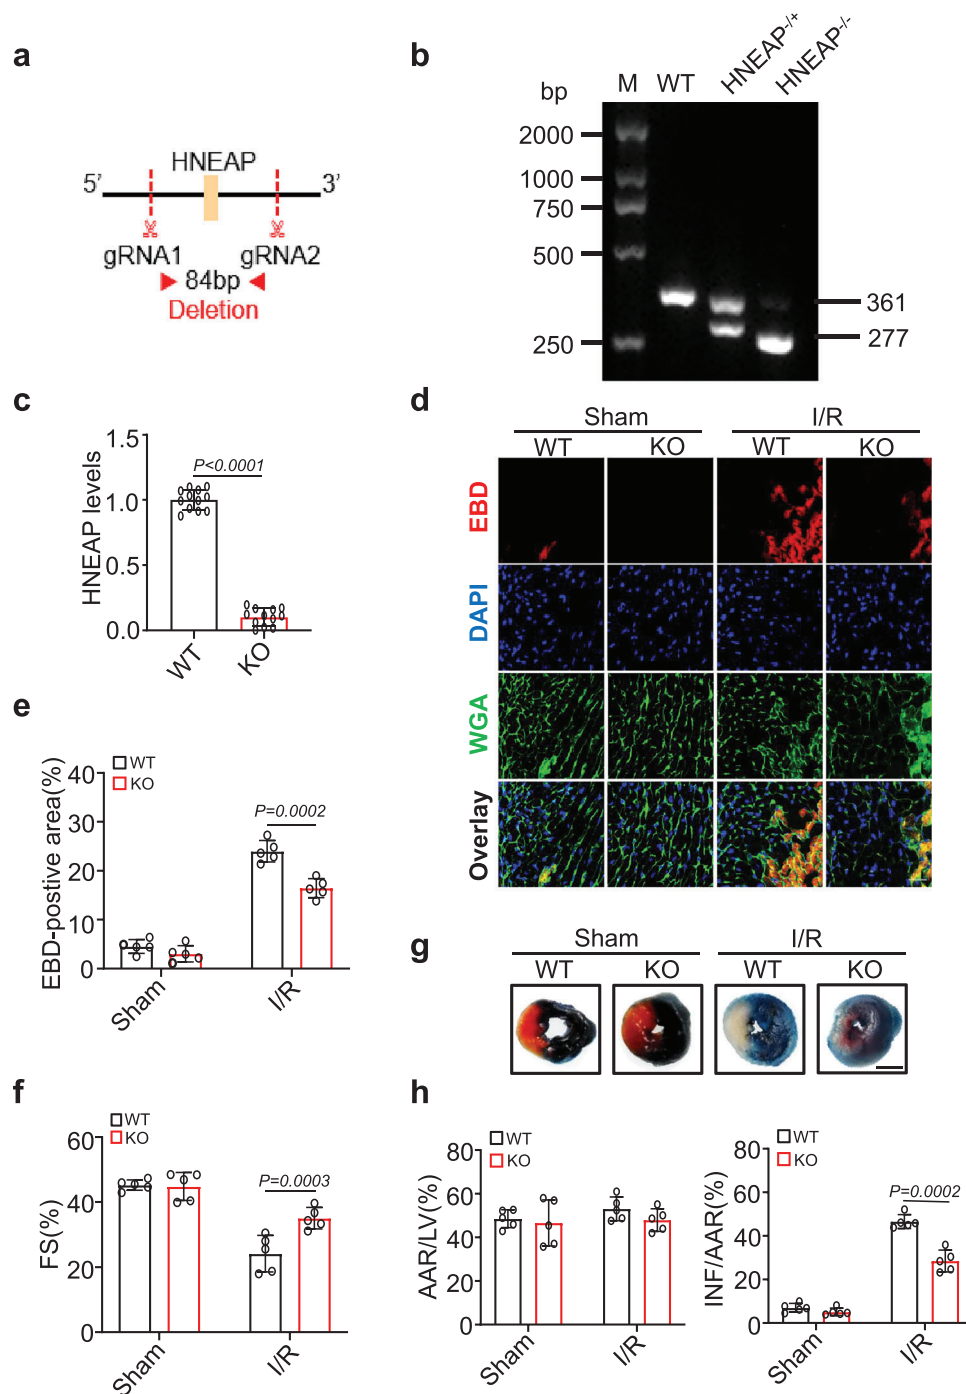 a
HNEAP
5’
3’
gRNA1
gRNA2
84bp
Deletion
b
bp
M
WT
HNEAP-/+
HNEAP-/-
2000
1000
750
500
250
361
277
c
HNEAP levels
1.5
1.0
0.5
0.0
P<0.0001
WT
KO
d
Sham
I/R
WT
KO
WT
KO
EBD
DAPI
WGA
Overlay
e
WT
KO
EBD-postive area(%)
40
30
20
10
0
P=0.0002
Sham
I/R
g
Sham
I/R
WT
KO
WT
KO
f
WT
KO
FS(%)
60
40
20
0
P=0.0003
Sham
I/R
h
WT
KO
AAR/LV(%)
80
60
40
20
0
Sham
I/R
WT
KO
INF/AAR(%)
80
60
40
20
0
P=0.0002
Sham
I/R